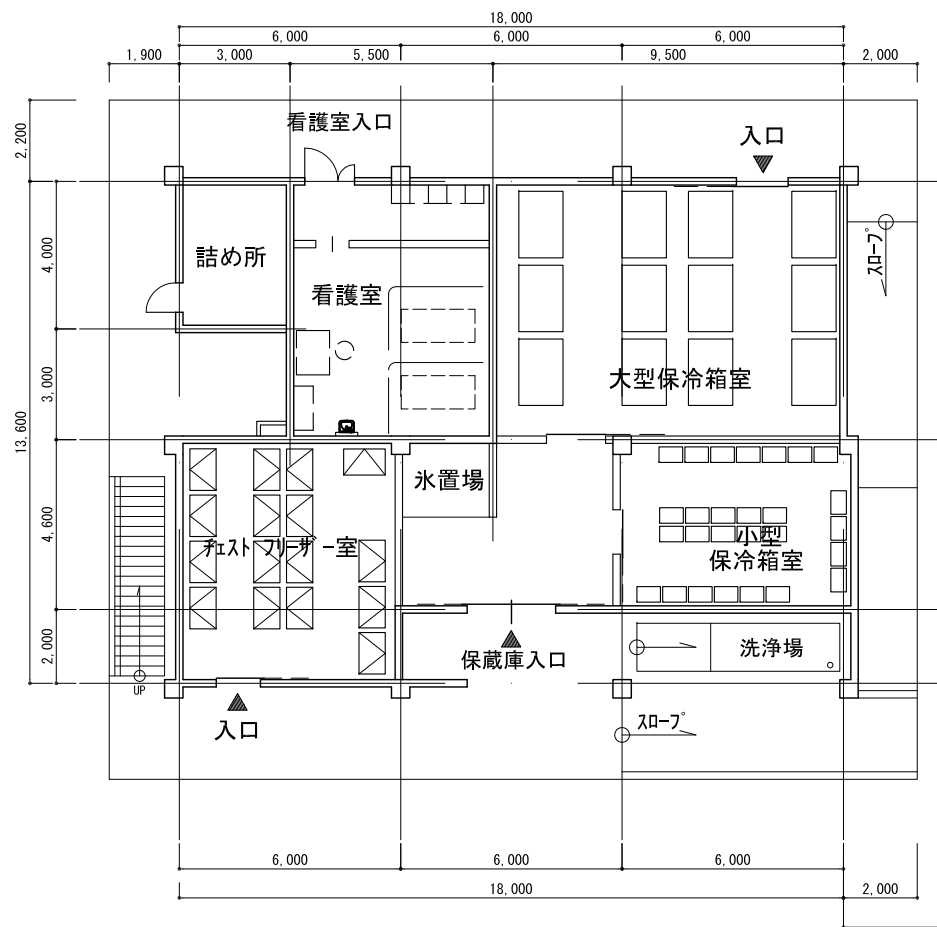 18,000
6,000
6,000
6,000
1,900
3,000
5,500
9,500
2,000
2,200
4,000
3,000
13,600
4,600
2,000
看護室入口
入口
詰め所
看護室
スロープ
大型保冷箱室
氷置場
チェストフリーザー室
小型
保冷箱室
保蔵庫入口
洗浄場
UP
入口
スロープ
6,000
6,000
6,000
18,000
2,000